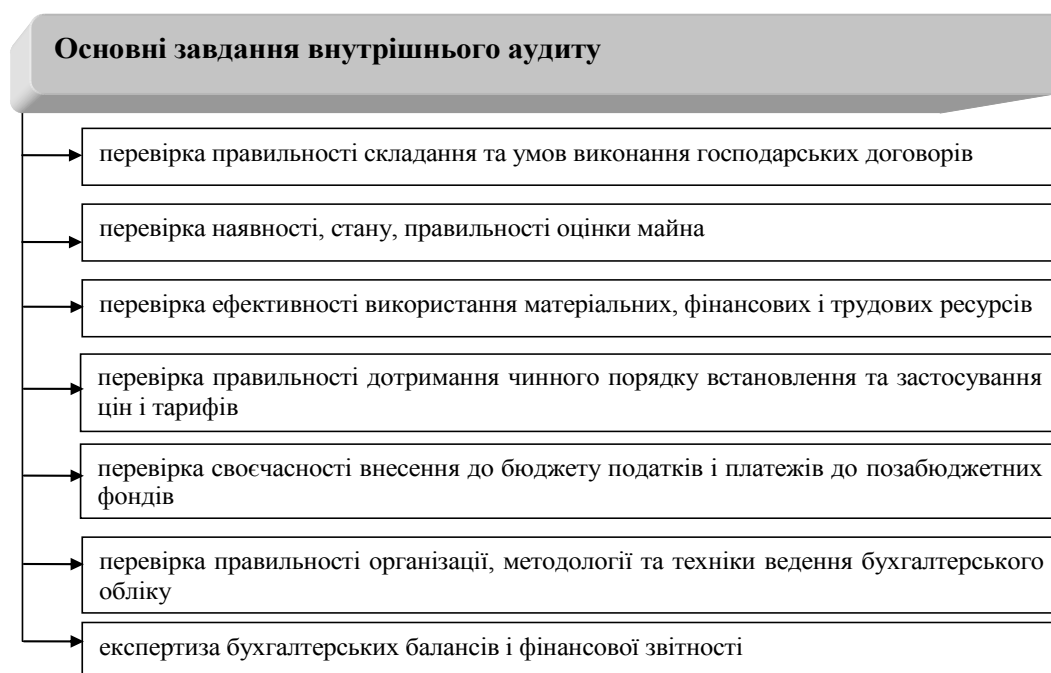 Основні завдання внутрішнього аудиту
перевірка правильності складання та умов виконання господарських договорів
перевірка наявності, стану, правильності оцінки майна
перевірка ефективності використання матеріальних, фінансових і трудових ресурсів
перевірка правильності дотримання чинного порядку встановлення та застосування
цін і тарифів
перевірка своєчасності внесення до бюджету податків і платежів до позабюджетних
фондів
перевірка правильності організації, методології та техніки ведення бухгалтерського
обліку
експертиза бухгалтерських балансів і фінансової звітності